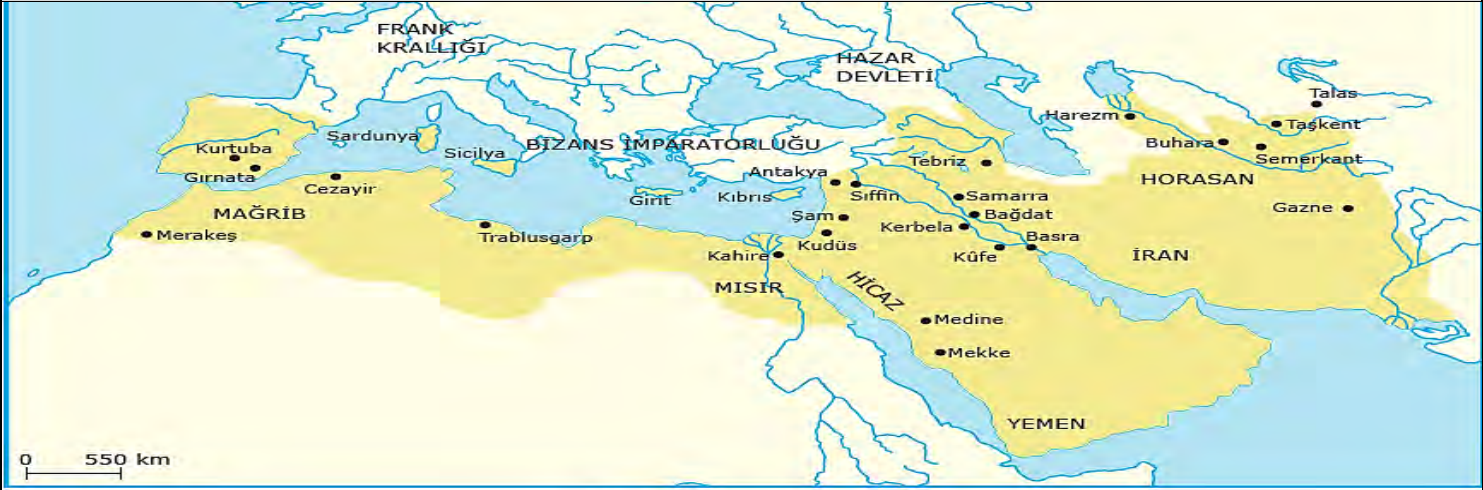 FRANK
KRALLIĞI
HAZAR
DEVLETİ
Talas
Harezm
Taşkent
Şardunya
Kurtuba
Sicilya
BİZANS İMPARATORLUĞU
Buhara
Semerkant
Tebriz
Gırnata
Cezayir
Antakya
HORASAN
Girit
Kıbrıs
Sıffin
Samarra
MAĞRİB
Şam
Bağdat
Gazne
Merakeş
Trablusgarp
Kudüs
Kerbela
Basra
Kahire
Kûfe
İRAN
MISIR
HİCAZ
Medine
Mekke
YEMEN
0 550 km